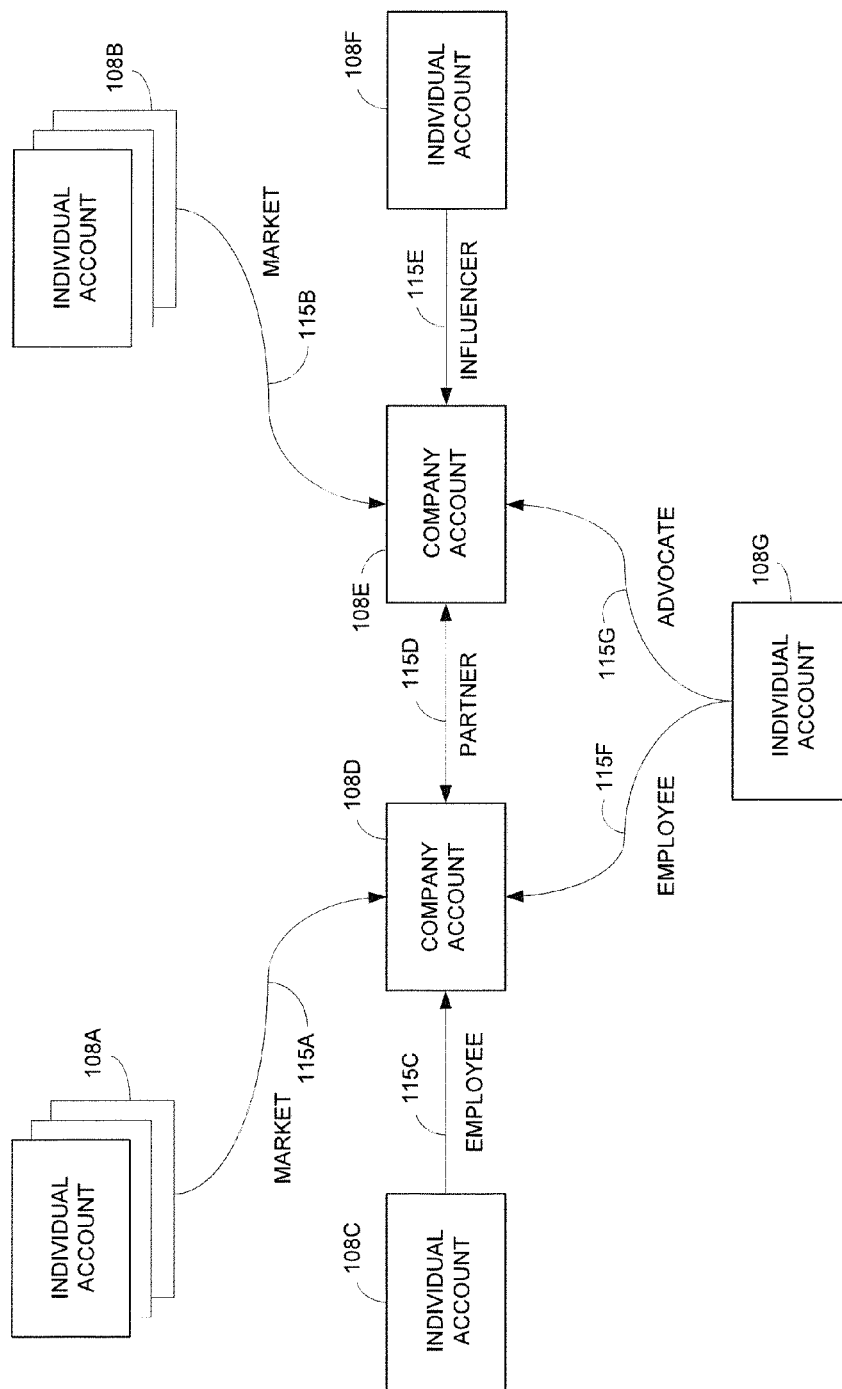 108A
INDIVIDUAL
ACCOUNT
108B
INDIVIDUAL
ACCOUNT
MARKET
115A
MARKET
115B
108C
INDIVIDUAL
ACCOUNT
115C
EMPLOYEE
108D
COMPANY
ACCOUNT
115D
PARTNER
108E
COMPANY
ACCOUNT
115E
INFLUENCER
108F
INDIVIDUAL
ACCOUNT
115F
EMPLOYEE
115G
ADVOCATE
108G
INDIVIDUAL
ACCOUNT